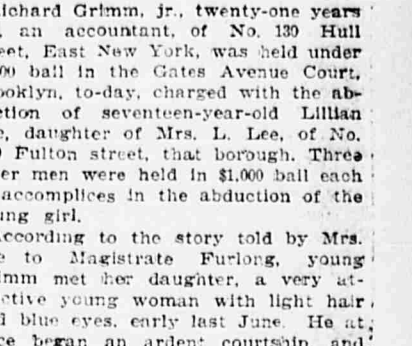 ichard Grimm, jr., twenty-one years
, an accountant, of No. 130 Hull
eet, East New York, was held under
00 bail in the Gates Avenue Court,
ooklyn, to-day, charged with the ab-
ction of seventeen-year-old Lillian
e, daughter of Mrs. L. Lee, of No.
Fulton street, that borough. Three
er men were held in $1,000 bail each
accomplices in the abduction of the
ung girl.
ccording to the story told by Mrs.
e to Magistrate Furlong, young
imm met her daughter, a very at-
ctive young woman with light hair
d blue eyes, early last June. He at
ce began an ardent courtship and